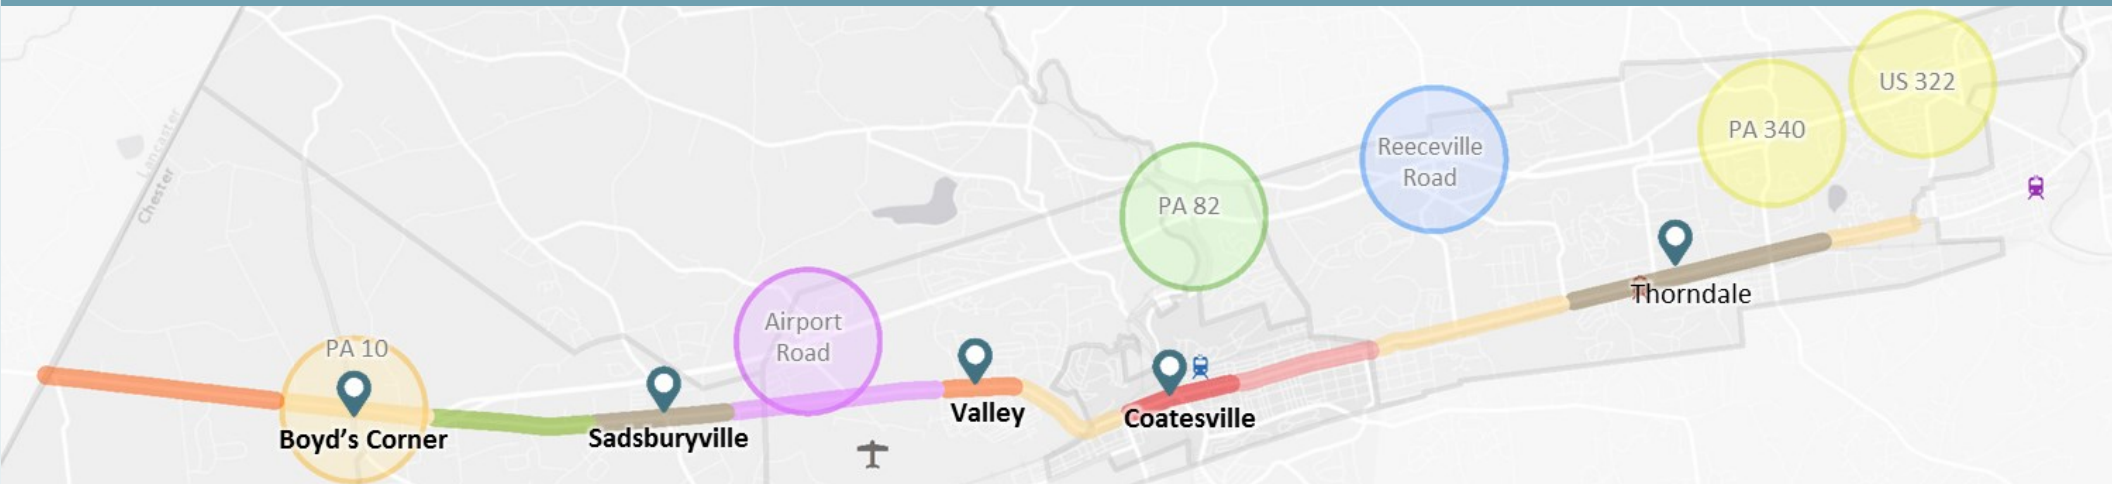 US 322
PA 340
Reeceville
Road
PA 82
Lancaster
Chester
Thorndale
Airport
Road
PA 10
Valley
Coatesville
Boyd's Corner
Sadsburyville